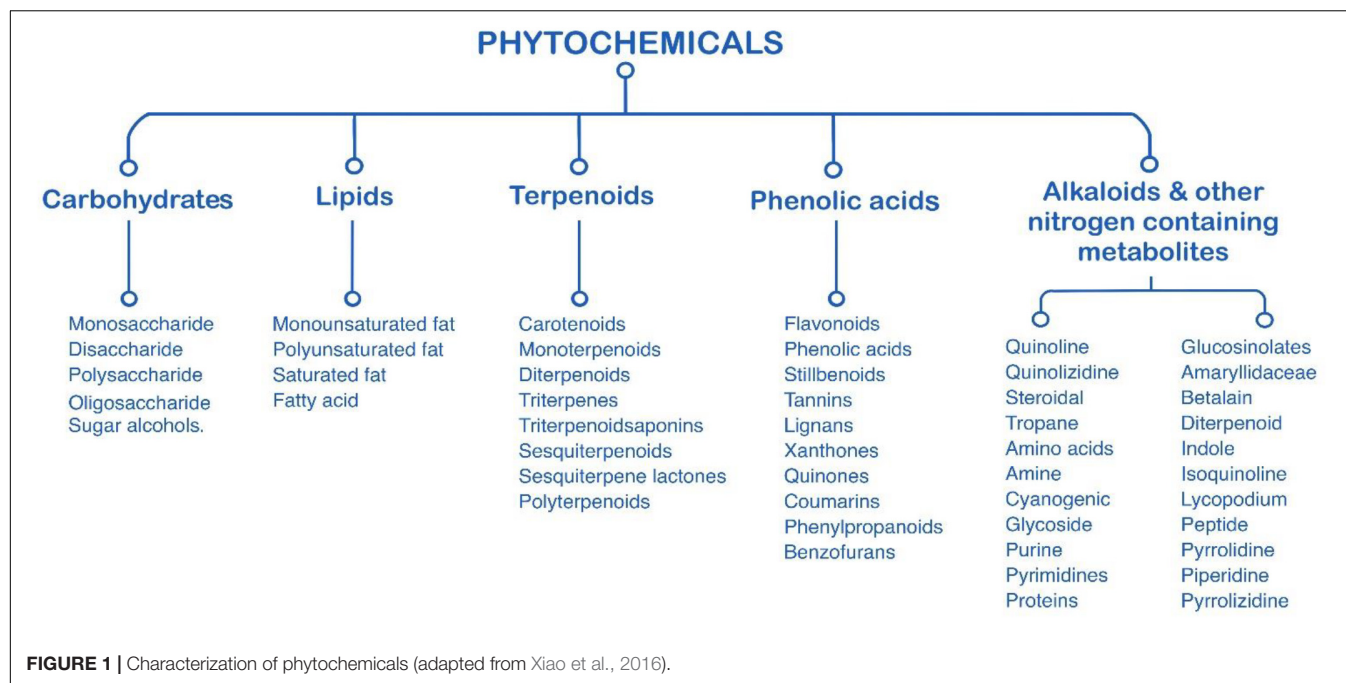 PHYTOCHEMICALS
Carbohydrates
Monosaccharide
Disaccharide
Polysaccharide
Oligosaccharide
Sugar alcohols.
Lipids
Monounsaturated fat
Polyunsaturated fat
Saturated fat
Fatty acid
Terpenoids
Carotenoids
Monoterpenoids
Diterpenoids
Triterpenes
Triterpenoidsaponins
Sesquiterpenoids
Sesquiterpene lactones
Polyterpenoids
Phenolic acids
Flavonoids
Phenolic acids
Stillbenoids
Tannins
Lignans
Xanthones
Quinones
Coumarins
Phenylpropanoids
Benzofurans
Alkaloids & other
nitrogen containing
metabolites
Quinoline
Quinolizidine
Steroidal
Tropane
Amino acids
Amine
Cyanogenic
Glycoside
Purine
Pyrimidines
Proteins
Glucosinolates
Amaryllidaceae
Betalain
Diterpenoid
Indole
Isoquinoline
Lycopodium
Peptide
Pyrrolidine
Piperidine
Pyrrolizidine
FIGURE 1 | Characterization of phytochemicals (adapted from Xiao et al., 2016).